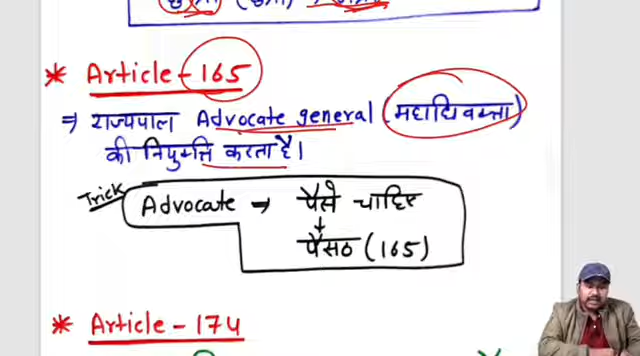 * Article - 165
⇒ राज्यपाल Advocate general (महाधिवक्ता)
की नियुक्ति करता है।
Trick
Advocate → पैसे चाहिए
↓
पैंसठ (165)
* Article - 174